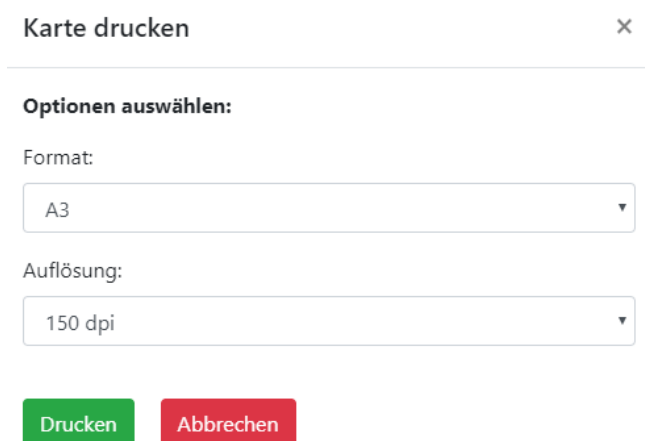 Karte drucken ×
Optionen auswählen:
Format:
A3
Auflösung:
150 dpi
Drucken Abbrechen